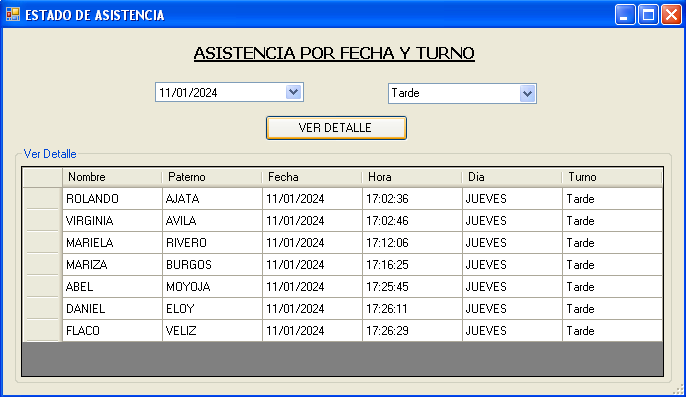 ESTADO DE ASISTENCIA
ASISTENCIA POR FECHA Y TURNO
11/01/2024 Tarde
VER DETALLE
Ver Detalle
Nombre Paterno Fecha Hora Dia Turno
ROLANDO AJATA 11/01/2024 17:02:36 JUEVES Tarde
VIRGINIA AVILA 11/01/2024 17:02:46 JUEVES Tarde
MARIELA RIVERO 11/01/2024 17:12:06 JUEVES Tarde
MARIZA BURGOS 11/01/2024 17:16:25 JUEVES Tarde
ABEL MOYOJA 11/01/2024 17:25:45 JUEVES Tarde
DANIEL ELOY 11/01/2024 17:26:11 JUEVES Tarde
FLACO VELIZ 11/01/2024 17:26:29 JUEVES Tarde